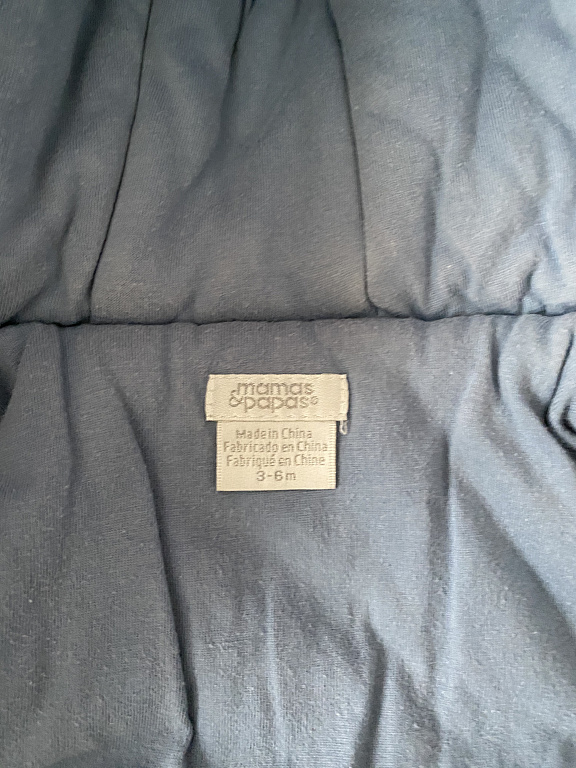 mamas
&papas®
Made in China
Fabricado en China
Fabriqué en Chine
3-6m